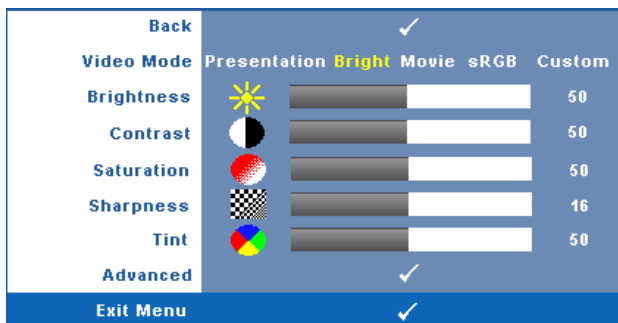 Back
Video Mode Presentation Bright Movie sRGB Custom
Brightness 50
Contrast 50
Saturation 50
Sharpness 16
Tint 50
Advanced
Exit Menu